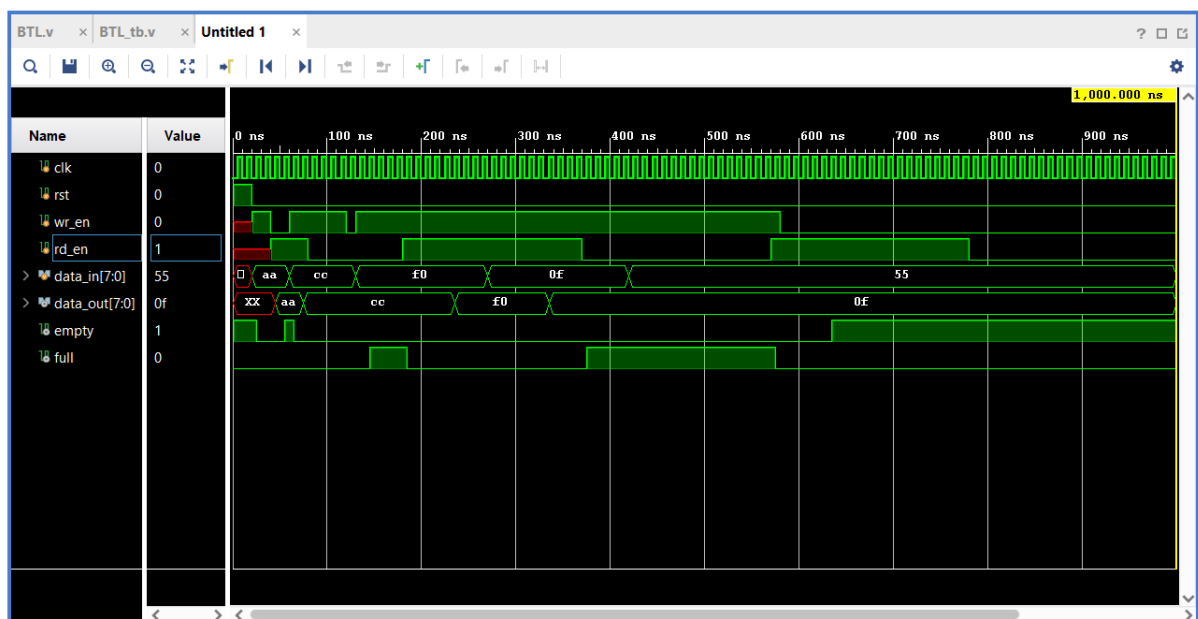 BTL.v × BTL_tb.v × Untitled 1 ×
1,000.000 ns
Name Value 0 ns 100 ns 200 ns 300 ns 400 ns 500 ns 600 ns 700 ns 800 ns 900 ns
clk 0
rst 0
wr_en 0
rd_en 1
data_in[7:0] 55 aa cc f0 0f 55
data_out[7:0] 0f XX aa cc f0 0f
empty 1
full 0